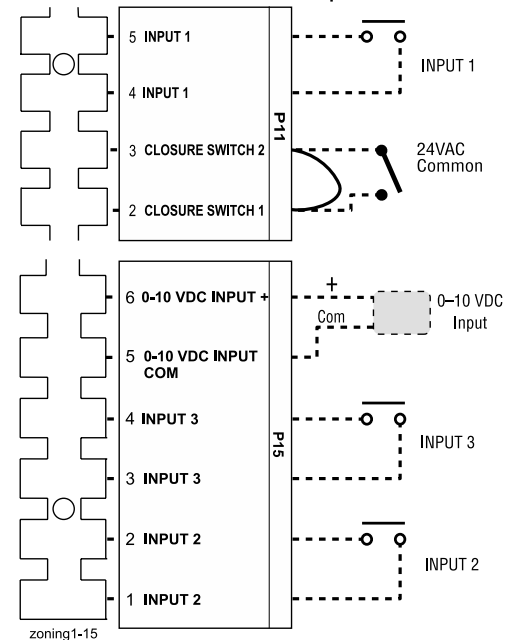 5 INPUT 1
INPUT 1
4 INPUT 1
P11
3 CLOSURE SWITCH 2
24VAC
Common
2 CLOSURE SWITCH 1
6 0-10 VDC INPUT +
+
0–10 VDC
Input
Com
5 0-10 VDC INPUT
COM
4 INPUT 3
INPUT 3
P15
3 INPUT 3
2 INPUT 2
INPUT 2
1 INPUT 2
zoning1-15